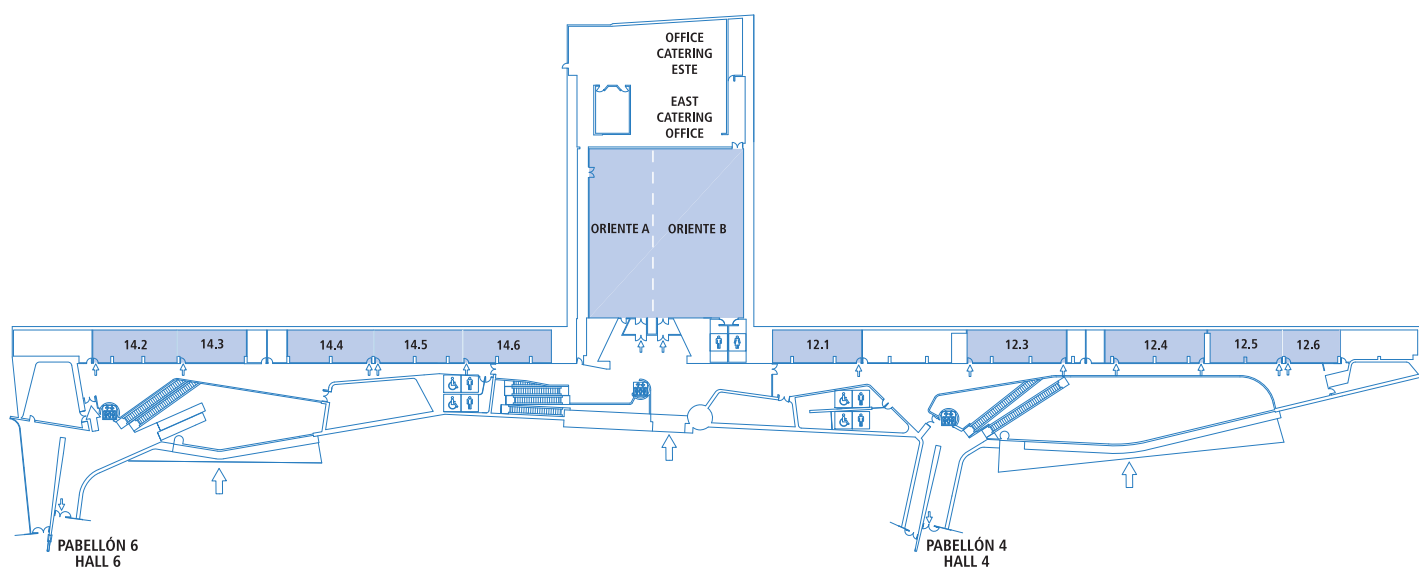 OFFICE
CATERING
ESTE
EAST
CATERING
OFFICE
ORIENTE A
ORIENTE B
14.2
14.3
14.4
14.5
14.6
12.1
12.3
12.4
12.5
12.6
PABELLÓN 6
HALL 6
PABELLÓN 4
HALL 4